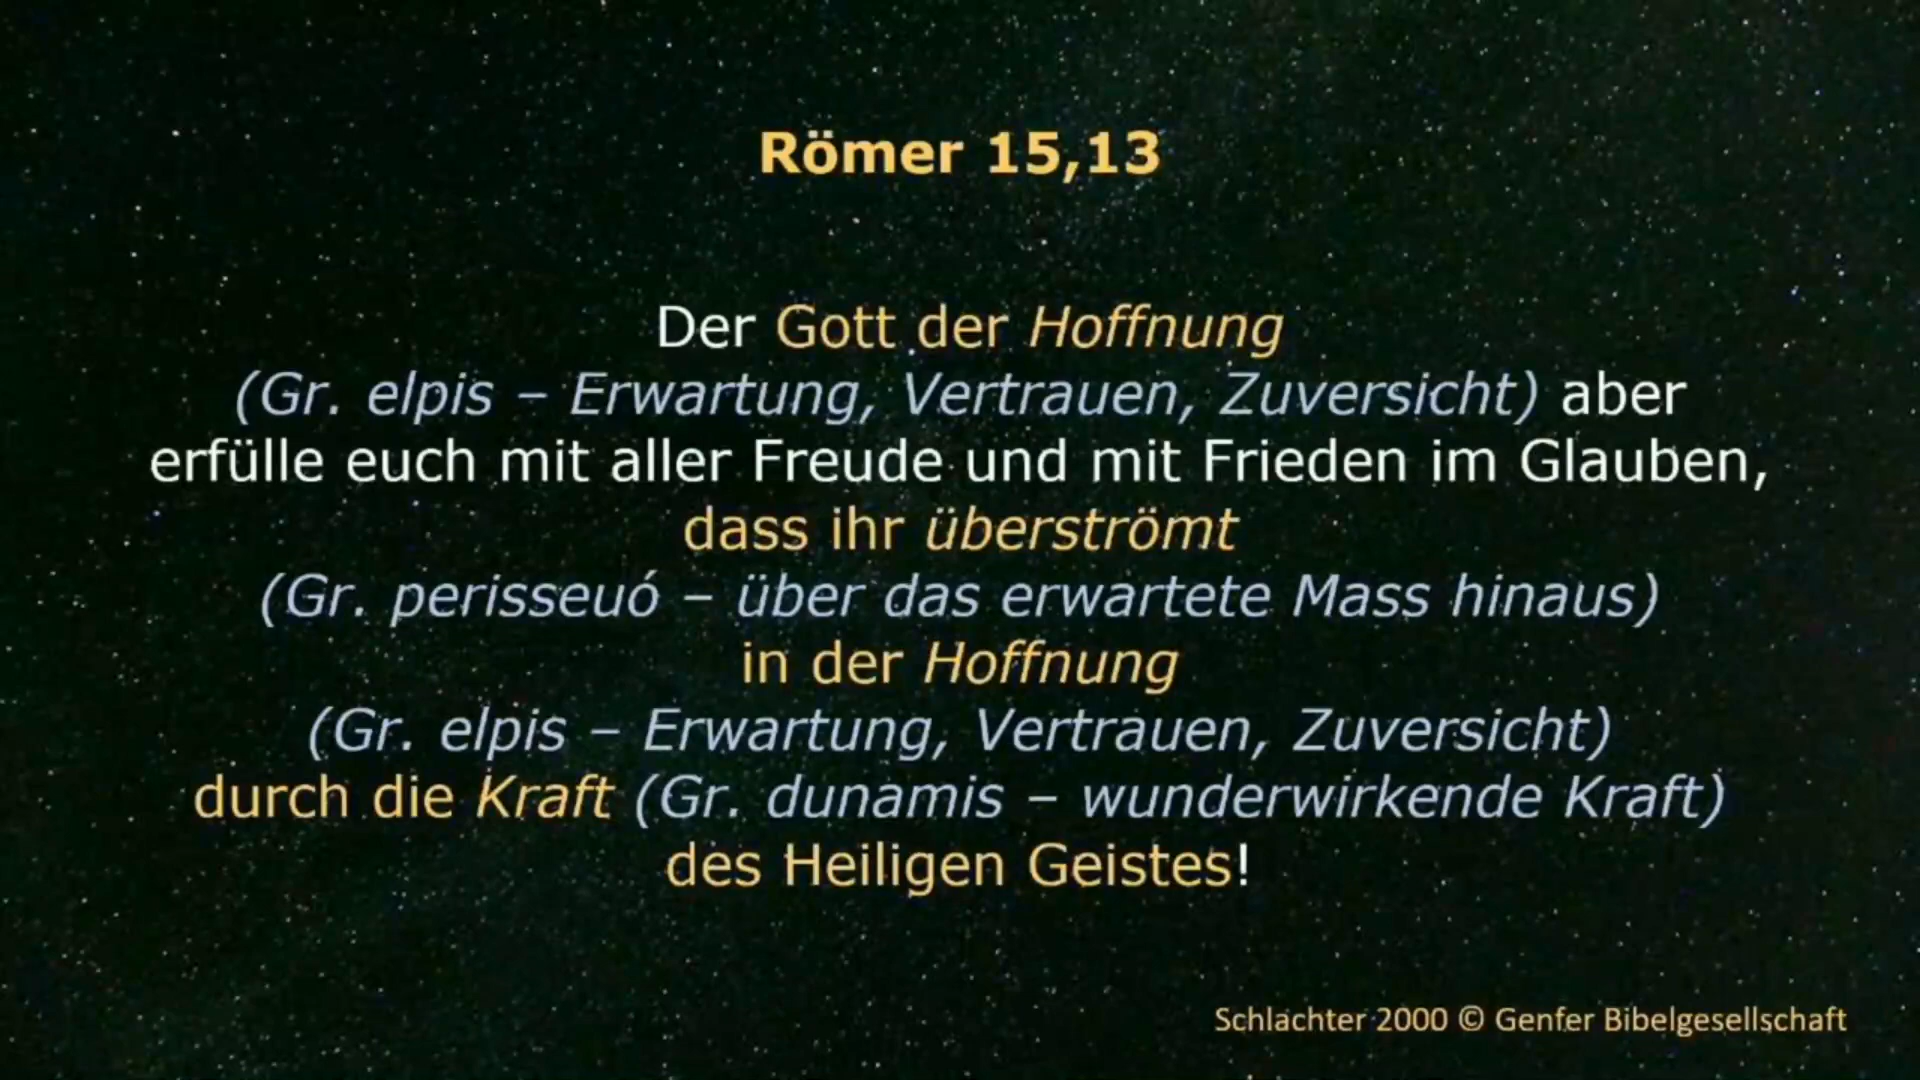 Römer 15,13
Der Gott der Hoffnung
(Gr. elpis – Erwartung, Vertrauen, Zuversicht) aber
erfülle euch mit aller Freude und mit Frieden im Glauben,
dass ihr überströmt
(Gr. perisseuó – über das erwartete Mass hinaus)
in der Hoffnung
(Gr. elpis – Erwartung, Vertrauen, Zuversicht)
durch die Kraft (Gr. dunamis – wunderwirkende Kraft)
des Heiligen Geistes!
Schlachter 2000 © Genfer Bibelgesellschaft